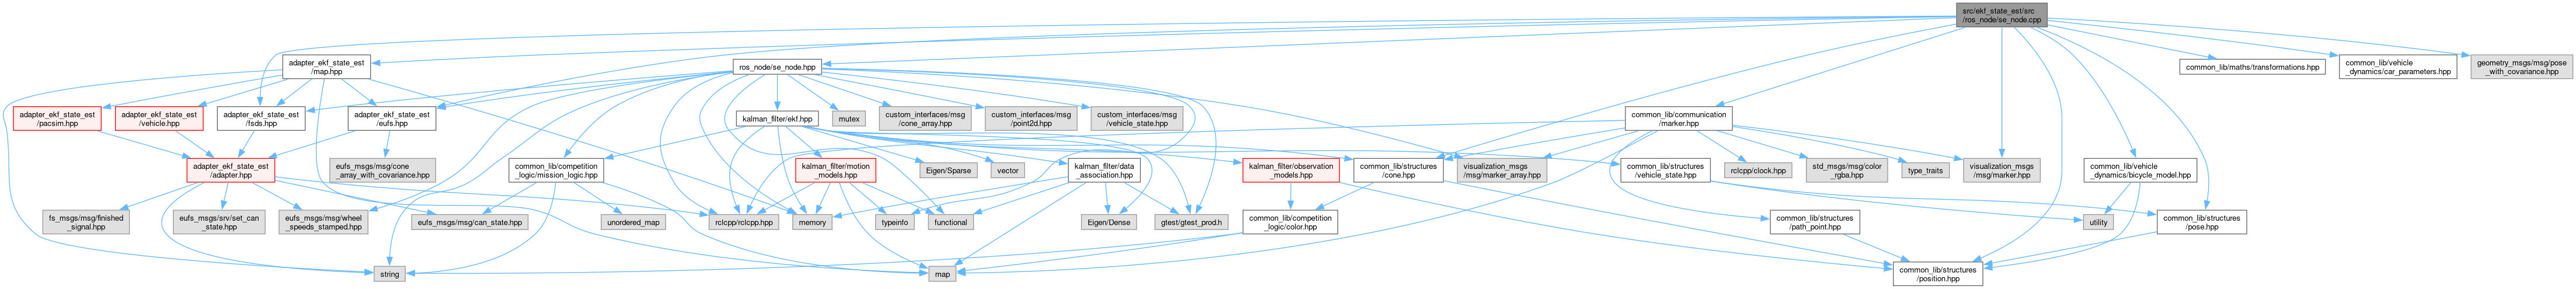 src/ekf_state_est/src
/ros_node/se_node.cpp
adapter_ekf_state_est
/map.hpp
ros_node/se_node.hpp
common_lib/maths/transformations.hpp
common_lib/vehicle
_dynamics/car_parameters.hpp
geometry_msgs/msg/pose
_with_covariance.hpp
adapter_ekf_state_est
/pacsim.hpp
adapter_ekf_state_est
/vehicle.hpp
adapter_ekf_state_est
/fsds.hpp
adapter_ekf_state_est
/eufs.hpp
kalman_filter/ekf.hpp
mutex
custom_interfaces/msg
/cone_array.hpp
custom_interfaces/msg
/point2d.hpp
custom_interfaces/msg
/vehicle_state.hpp
common_lib/communication
/marker.hpp
adapter_ekf_state_est
/adapter.hpp
eufs_msgs/msg/cone
_array_with_covariance.hpp
common_lib/competition
_logic/mission_logic.hpp
kalman_filter/motion
_models.hpp
Eigen/Sparse
vector
kalman_filter/data
_association.hpp
kalman_filter/observation
_models.hpp
common_lib/structures
/cone.hpp
visualization_msgs
/msg/marker_array.hpp
common_lib/structures
/vehicle_state.hpp
rclcpp/clock.hpp
std_msgs/msg/color
_rgba.hpp
type_traits
visualization_msgs
/msg/marker.hpp
common_lib/vehicle
_dynamics/bicycle_model.hpp
fs_msgs/msg/finished
_signal.hpp
eufs_msgs/srv/set_can
_state.hpp
eufs_msgs/msg/wheel
_speeds_stamped.hpp
eufs_msgs/msg/can_state.hpp
unordered_map
rclcpp/rclcpp.hpp
memory
typeinfo
functional
Eigen/Dense
gtest/gtest_prod.h
common_lib/competition
_logic/color.hpp
common_lib/structures
/path_point.hpp
utility
common_lib/structures
/pose.hpp
string
map
common_lib/structures
/position.hpp